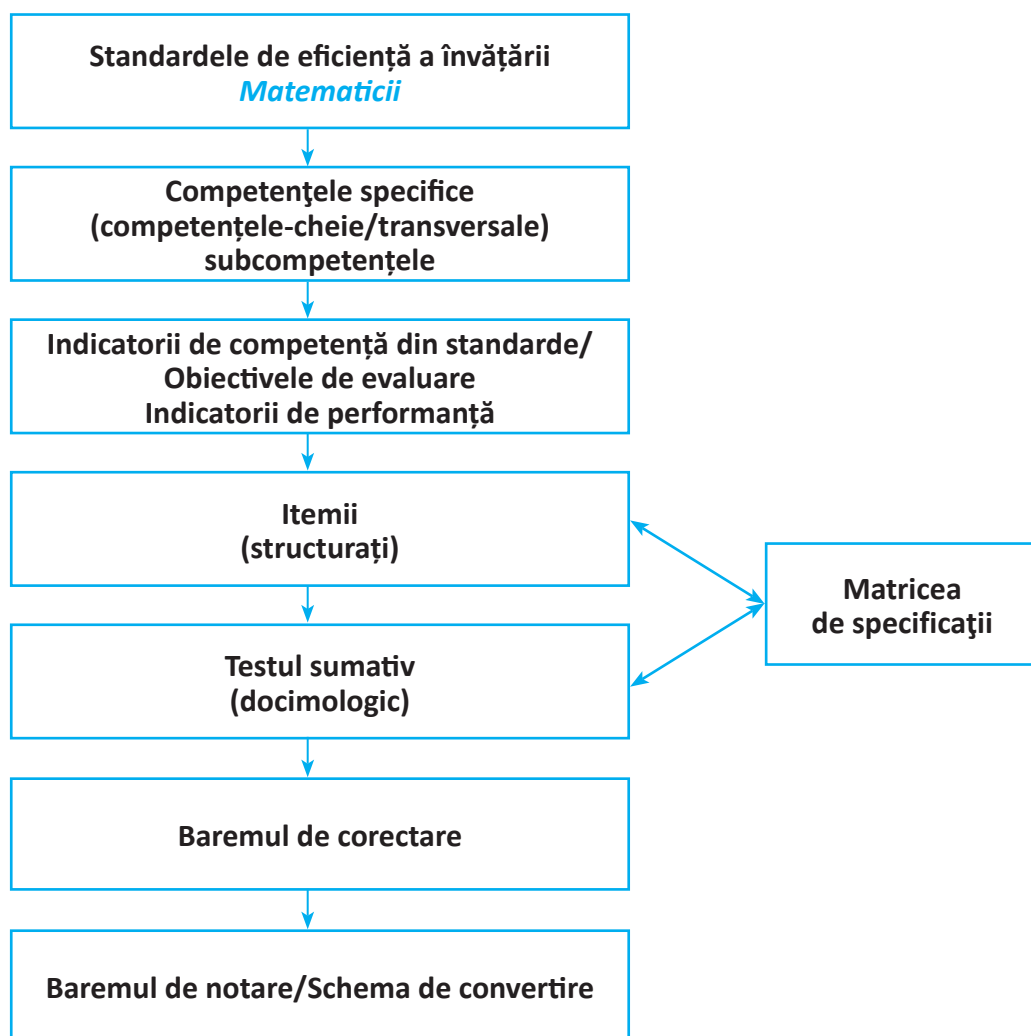 Standardele de eficiență a învățării
Matematicii
Competenţele specifice
(competențele-cheie/transversale)
subcompetențele
Indicatorii de competență din standarde/
Obiectivele de evaluare
Indicatorii de performanță
Itemii
(structurați)
Matricea
de specificaţii
Testul sumativ
(docimologic)
Baremul de corectare
Baremul de notare/Schema de convertire